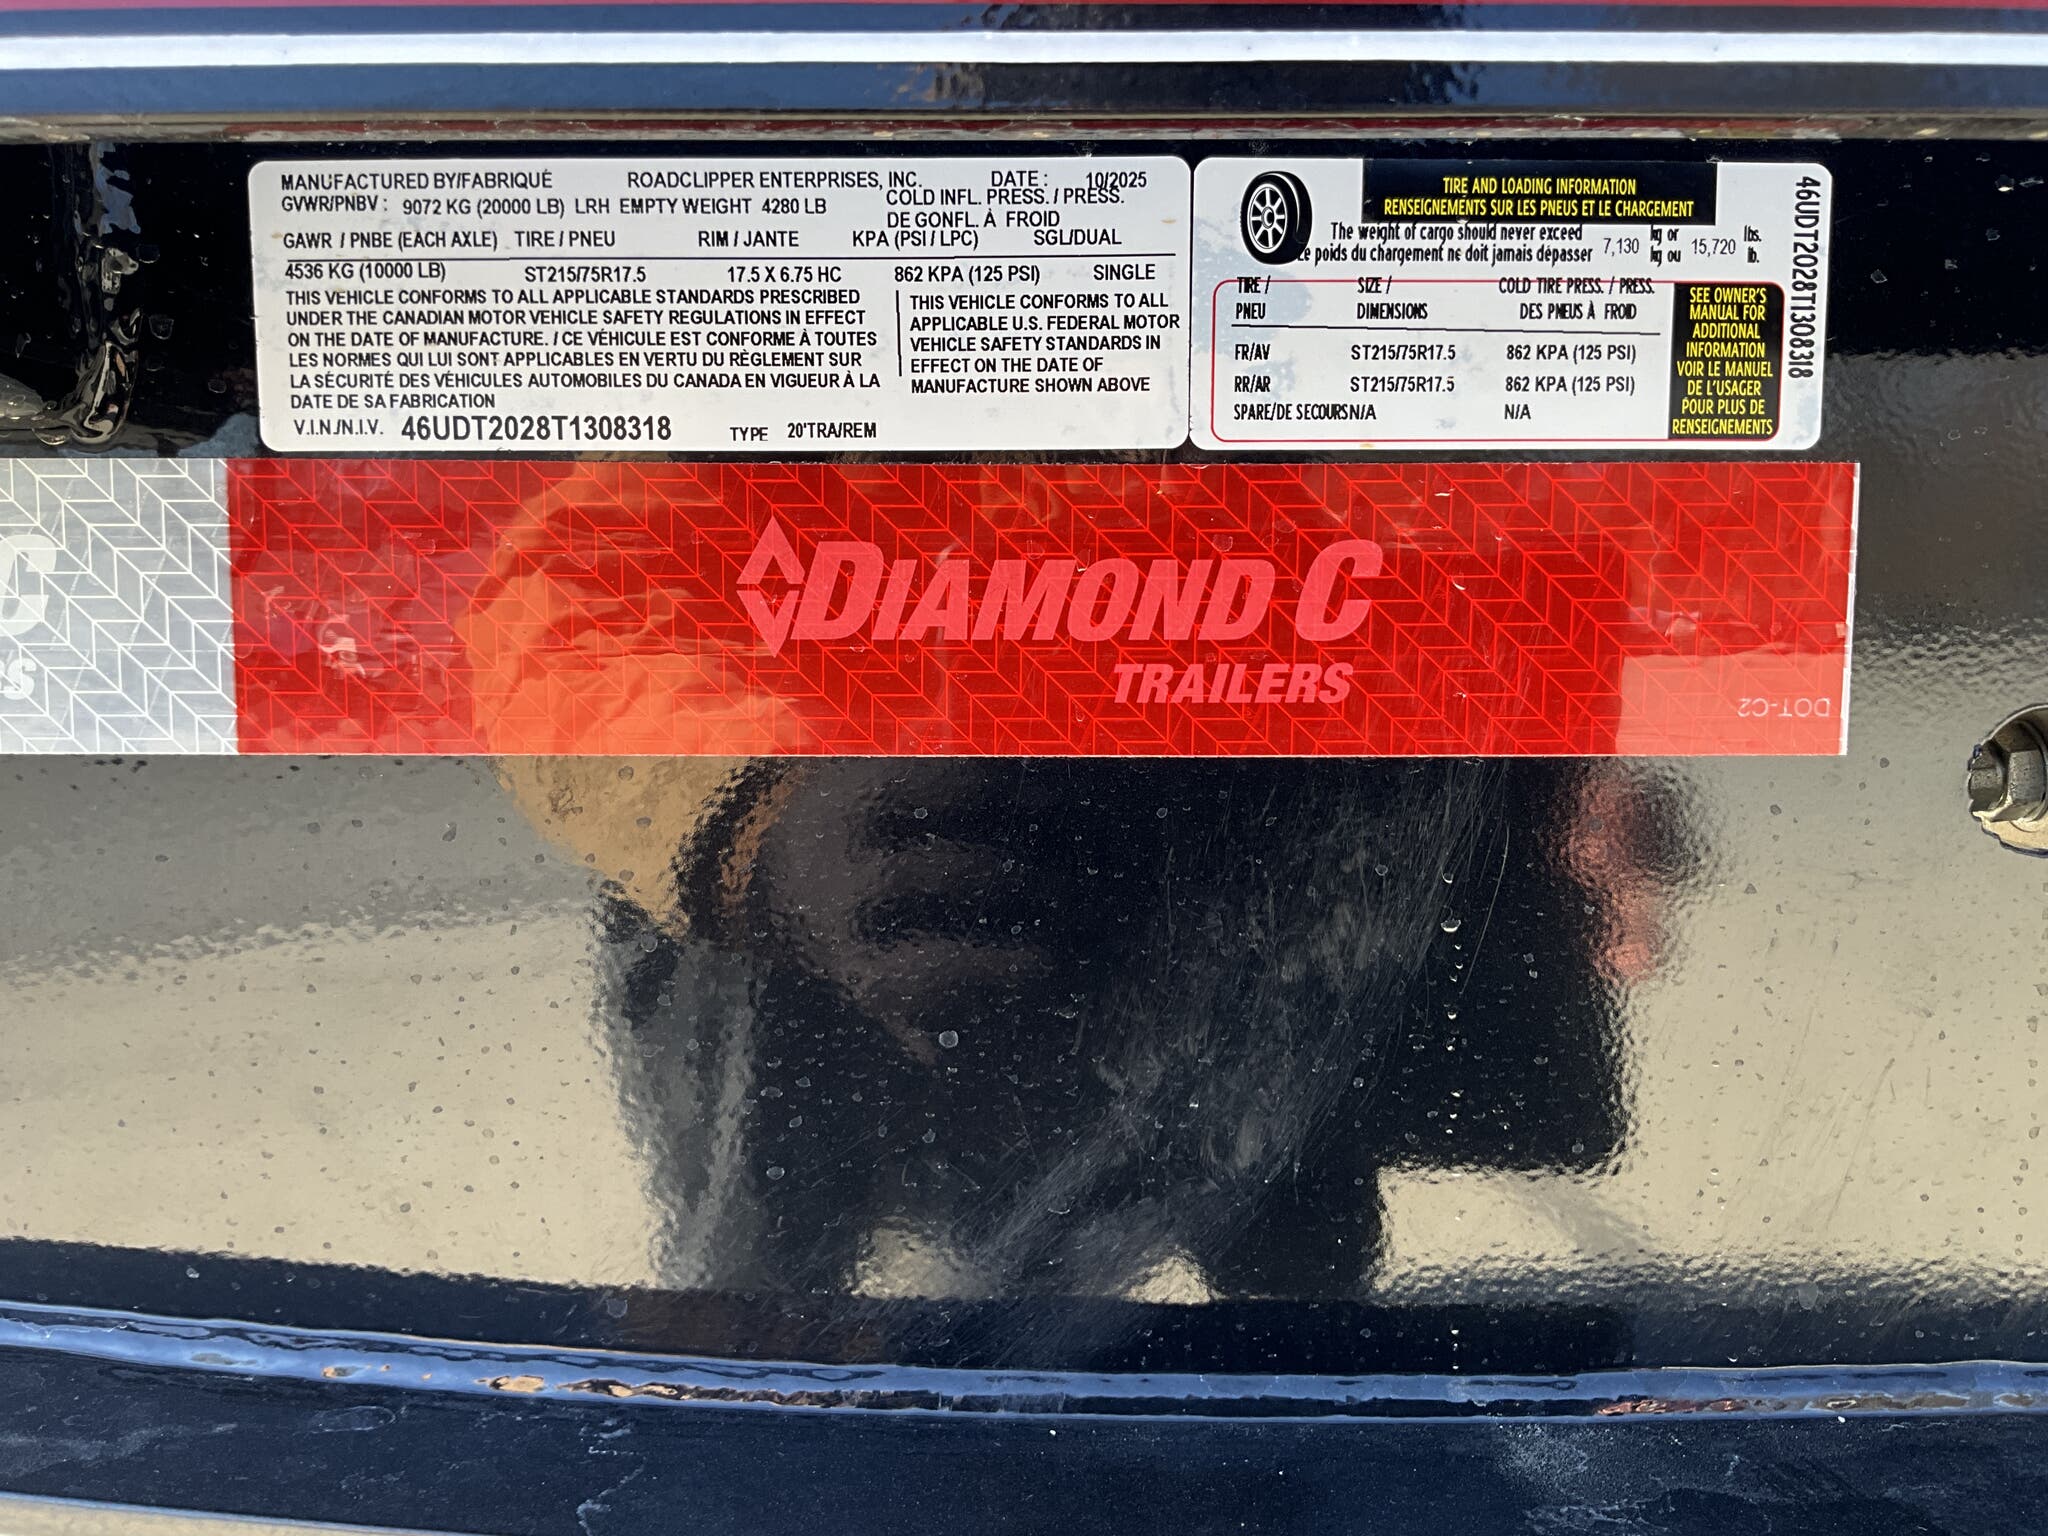 MANUFACTURED BY/FABRIQUÉ ROADCLIPPER ENTERPRISES, INC. DATE: 10/2025
GVWR/PNBV: 9072 KG (20000 LB) LRH EMPTY WEIGHT 4280 LB
COLD INFL. PRESS. / PRESS.
DE GONFL. À FROID
GAWR / PNBE (EACH AXLE) TIRE / PNEU RIM / JANTE KPA (PSI / LPC) SGL/DUAL
4536 KG (10000 LB) ST215/75R17.5 17.5 X 6.75 HC 862 KPA (125 PSI) SINGLE
THIS VEHICLE CONFORMS TO ALL APPLICABLE STANDARDS PRESCRIBED
UNDER THE CANADIAN MOTOR VEHICLE SAFETY REGULATIONS IN EFFECT
ON THE DATE OF MANUFACTURE. / CE VÉHICULE EST CONFORME À TOUTES
LES NORMES QUI LUI SONT APPLICABLES EN VERTU DU RÈGLEMENT SUR
LA SÉCURITÉ DES VÉHICULES AUTOMOBILES DU CANADA EN VIGUEUR À LA
DATE DE SA FABRICATION
THIS VEHICLE CONFORMS TO ALL
APPLICABLE U.S. FEDERAL MOTOR
VEHICLE SAFETY STANDARDS IN
EFFECT ON THE DATE OF
MANUFACTURE SHOWN ABOVE
V.I.N./N.I.V. 46UDT2028T1308318 TYPE 20'TRA/REM
TIRE AND LOADING INFORMATION
RENSEIGNEMENTS SUR LES PNEUS ET LE CHARGEMENT
The weight of cargo should never exceed 7,130 kg or 15,720 lbs.
Le poids du chargement ne doit jamais dépasser kg ou lb.
TIRE / SIZE / COLD TIRE PRESS. / PRESS.
PNEU DIMENSIONS DES PNEUS À FROID
FR/AV ST215/75R17.5 862 KPA (125 PSI)
RR/AR ST215/75R17.5 862 KPA (125 PSI)
SPARE/DE SECOURS N/A N/A
SEE OWNER'S
MANUAL FOR
ADDITIONAL
INFORMATION
VOIR LE MANUEL
DE L'USAGER
POUR PLUS DE
RENSEIGNEMENTS
46UDT2028T1308318
C
RS
DIAMOND C
TRAILERS
DOT-C2